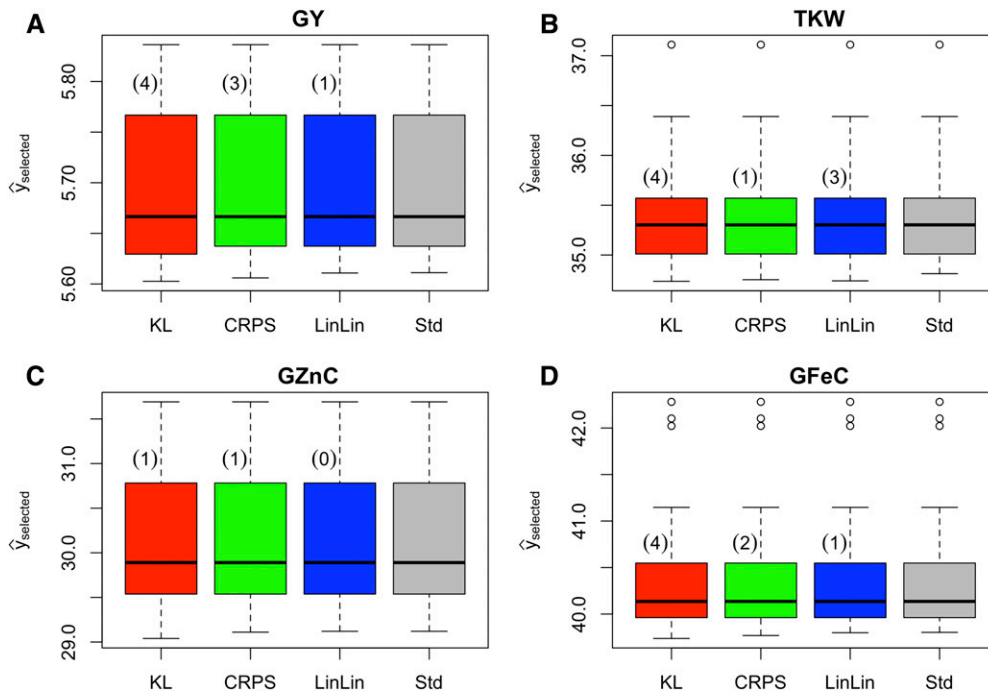 A
GY
ŷselected
5.80
5.70
5.60
(4)
(3)
(1)
KL
CRPS
LinLin
Std
B
TKW
37.0
36.0
35.0
(4)
(1)
(3)
KL
CRPS
LinLin
Std
C
GZnC
ŷselected
31.0
30.0
29.0
(1)
(1)
(0)
KL
CRPS
LinLin
Std
D
GFeC
ŷselected
42.0
41.0
40.0
(4)
(2)
(1)
KL
CRPS
LinLin
Std